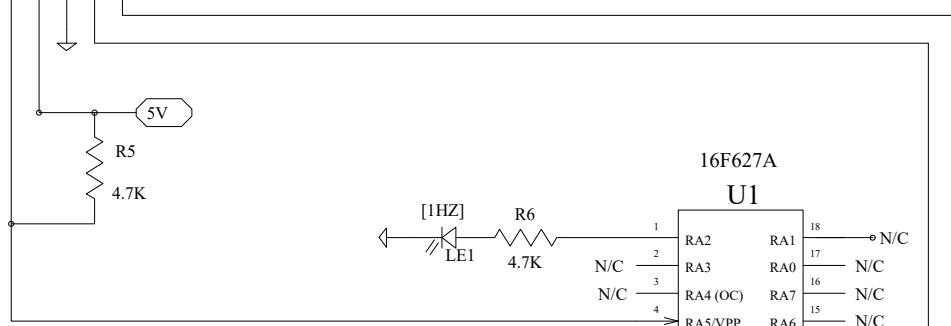 5V
R5
4.7K
16F627A
U1
[1HZ]
R6
LE1
4.7K
1
RA2
RA1
18
N/C
N/C
2
RA3
RA0
17
N/C
N/C
3
RA4 (OC)
RA7
16
N/C
4
RA5/VPP
RA6
15
N/C